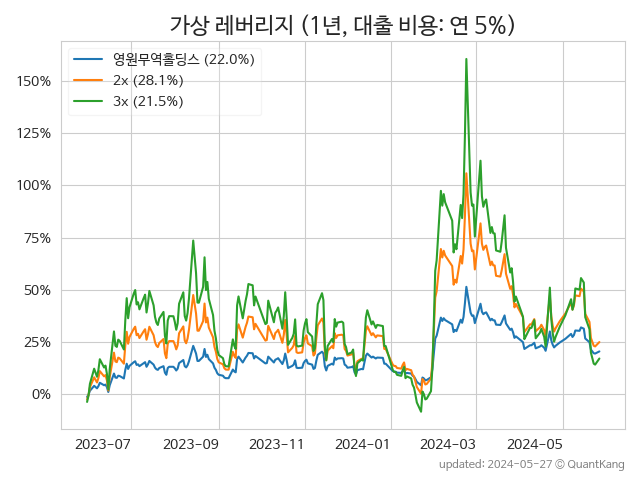 가상 레버리지 (1년, 대출 비용: 연 5%)
영원무역홀딩스 (22.0%)
2x (28.1%)
3x (21.5%)
150%
125%
100%
75%
50%
25%
0%
2023-07
2023-09
2023-11
2024-01
2024-03
2024-05
updated: 2024-05-27 © QuantKang